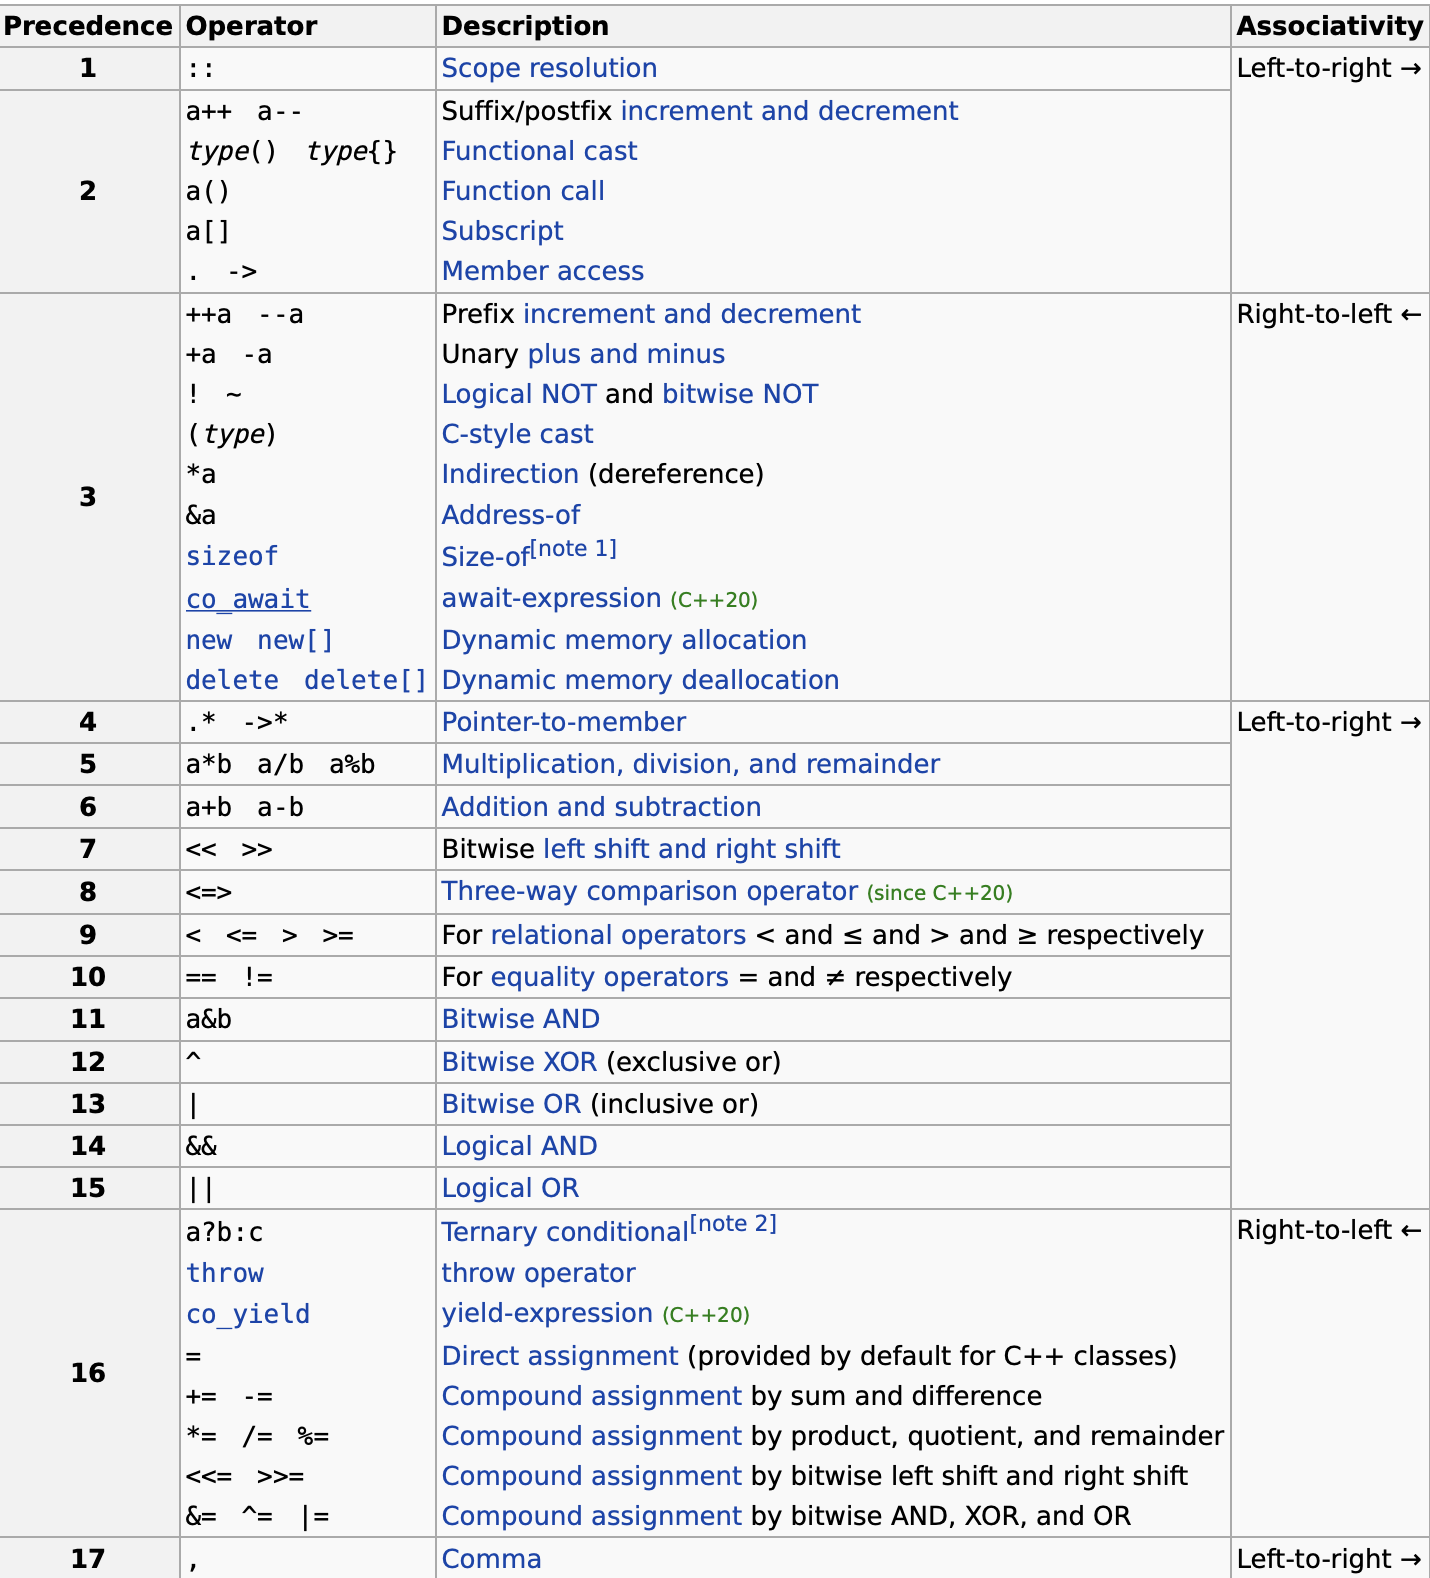 Precedence Operator Description Associativity
1 :: Scope resolution Left-to-right →
a++ a-- Suffix/postfix increment and decrement
type() type{} Functional cast
2 a() Function call
a[] Subscript
. -> Member access
++a --a Prefix increment and decrement Right-to-left ←
+a -a Unary plus and minus
! ~ Logical NOT and bitwise NOT
(type) C-style cast
*a Indirection (dereference)
3 &a Address-of
sizeof Size-of[note 1]
co_await await-expression (C++20)
new new[] Dynamic memory allocation
delete delete[] Dynamic memory deallocation
4 .* ->* Pointer-to-member Left-to-right →
5 a*b a/b a%b Multiplication, division, and remainder
6 a+b a-b Addition and subtraction
7 << >> Bitwise left shift and right shift
8 <=> Three-way comparison operator (since C++20)
9 < <= > >= For relational operators < and ≤ and > and ≥ respectively
10 == != For equality operators = and ≠ respectively
11 a&b Bitwise AND
12 ^ Bitwise XOR (exclusive or)
13 | Bitwise OR (inclusive or)
14 && Logical AND
15 || Logical OR
a?b:c Ternary conditional[note 2] Right-to-left ←
throw throw operator
co_yield yield-expression (C++20)
= Direct assignment (provided by default for C++ classes)
16 += -= Compound assignment by sum and difference
*= /= %= Compound assignment by product, quotient, and remainder
<<= >>= Compound assignment by bitwise left shift and right shift
&= ^= |= Compound assignment by bitwise AND, XOR, and OR
17 , Comma Left-to-right →